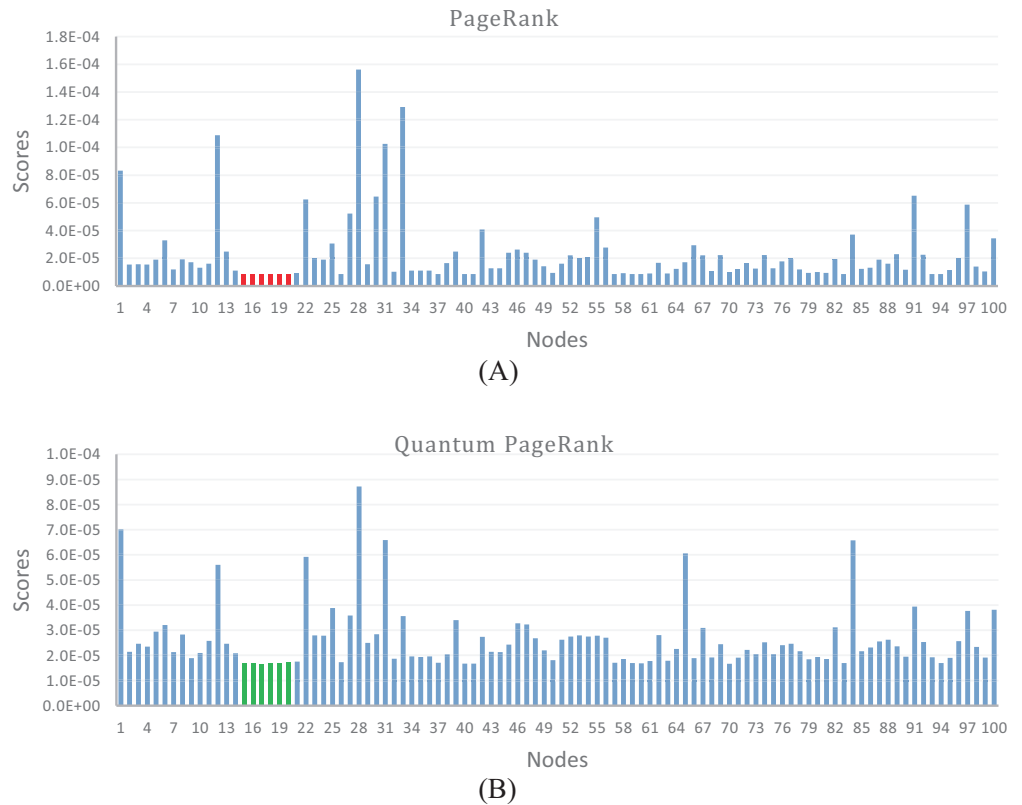 PageRank
1.8E-04
1.6E-04
1.4E-04
1.2E-04
1.0E-04
8.0E-05
6.0E-05
4.0E-05
2.0E-05
0.0E+00
Scores
1 4 7 10 13 16 19 22 25 28 31 34 37 40 43 46 49 52 55 58 61 64 67 70 73 76 79 82 85 88 91 94 97 100
Nodes
(A)
Quantum PageRank
1.0E-04
9.0E-05
8.0E-05
7.0E-05
6.0E-05
5.0E-05
4.0E-05
3.0E-05
2.0E-05
1.0E-05
0.0E+00
Scores
1 4 7 10 13 16 19 22 25 28 31 34 37 40 43 46 49 52 55 58 61 64 67 70 73 76 79 82 85 88 91 94 97 100
Nodes
(B)